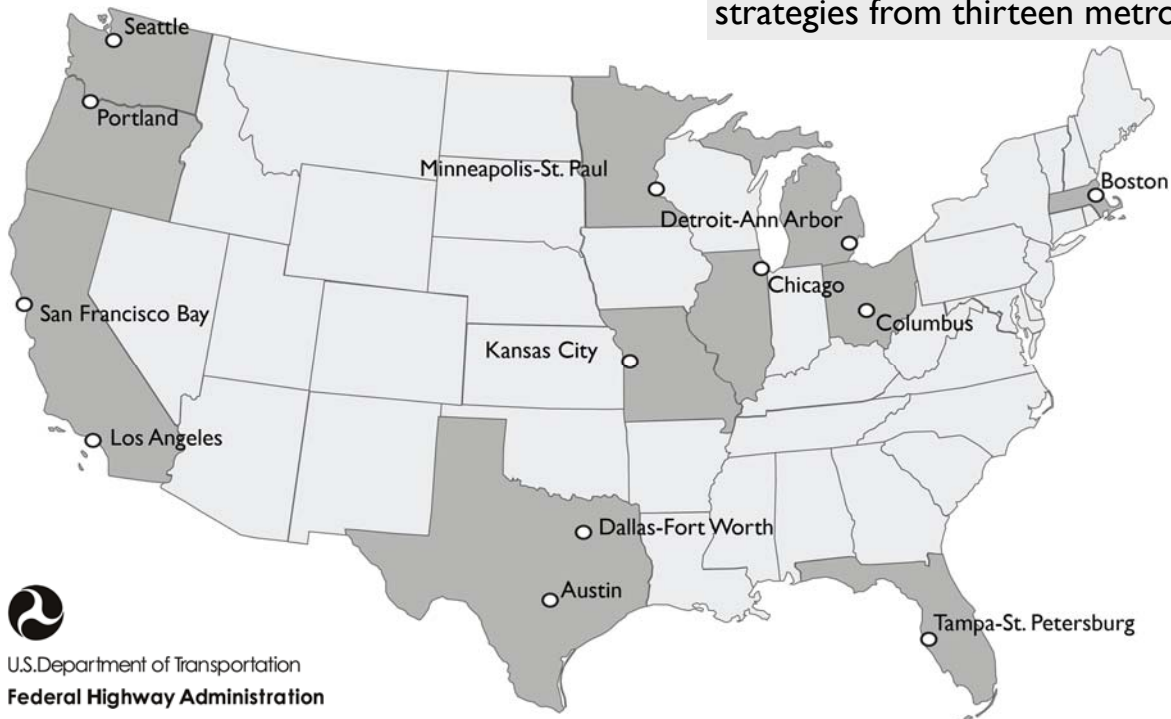 strategies from thirteen metro
Seattle
Portland
Minneapolis-St. Paul
Boston
Detroit-Ann Arbor
Chicago
San Francisco Bay
Columbus
Kansas City
Los Angeles
Dallas-Fort Worth
Austin
Tampa-St. Petersburg
U.S.Department of Transportation
Federal Highway Administration